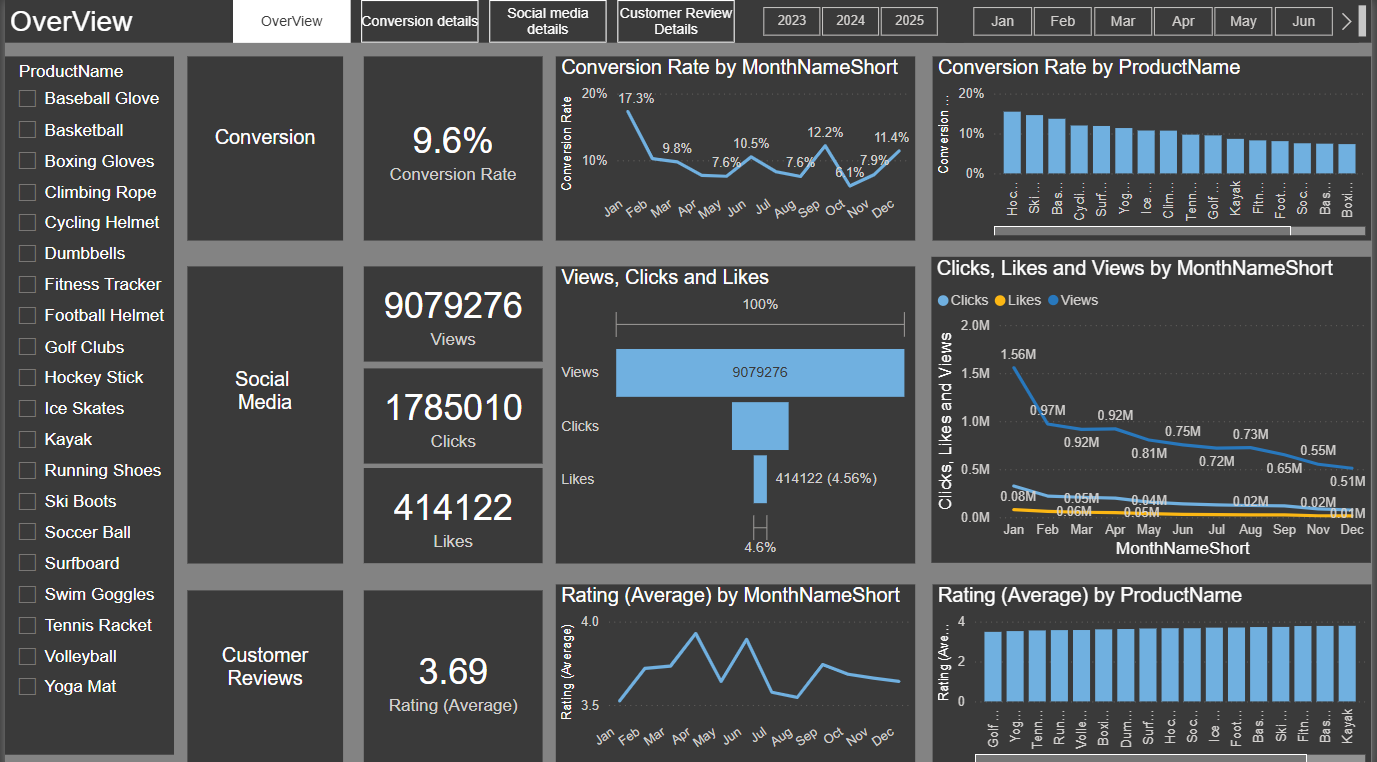 OverView
OverView
Conversion details
Social media
details
Customer Review
Details
2023
2024
2025
Jan
Feb
Mar
Apr
May
Jun
ProductName
Baseball Glove
Basketball
Boxing Gloves
Climbing Rope
Cycling Helmet
Dumbbells
Fitness Tracker
Football Helmet
Golf Clubs
Hockey Stick
Ice Skates
Kayak
Running Shoes
Ski Boots
Soccer Ball
Surfboard
Swim Goggles
Tennis Racket
Volleyball
Yoga Mat
Conversion
9.6%
Conversion Rate
Conversion Rate by MonthNameShort
Conversion Rate
20%
10%
17.3%
9.8%
7.6%
10.5%
7.6%
12.2%
6.1%
7.9%
11.4%
Jan
Feb
Mar
Apr
May
Jun
Jul
Aug
Sep
Oct
Nov
Dec
Conversion Rate by ProductName
Conversion ...
20%
10%
0%
Hoc...
Ski ...
Bas...
Cycli...
Surf...
Yog...
Ice ...
Clim...
Tenn...
Golf ...
Kayak
Fitn...
Foot...
Soc...
Bas...
Boxi...
Social
Media
9079276
Views
1785010
Clicks
414122
Likes
Views, Clicks and Likes
100%
Views
9079276
Clicks
Likes
414122 (4.56%)
4.6%
Clicks, Likes and Views by MonthNameShort
Clicks
Likes
Views
Clicks, Likes and Views
2.0M
1.5M
1.0M
0.5M
0.0M
1.56M
0.97M
0.92M
0.92M
0.81M
0.75M
0.72M
0.73M
0.65M
0.55M
0.51M
0.08M
0.06M
0.05M
0.05M
0.04M
0.02M
0.02M
0.01M
Jan
Feb
Mar
Apr
May
Jun
Jul
Aug
Sep
Oct
Nov
Dec
MonthNameShort
Customer
Reviews
3.69
Rating (Average)
Rating (Average) by MonthNameShort
Rating (Average)
4.0
3.5
Jan
Feb
Mar
Apr
May
Jun
Jul
Aug
Sep
Oct
Nov
Dec
Rating (Average) by ProductName
Rating (Ave...
4
2
0
Golf ...
Yog...
Tenn...
Run...
Volle...
Boxi...
Dum...
Surf...
Hoc...
Soc...
Ice ...
Foot...
Bas...
Ski ...
Fitn...
Bas...
Kayak